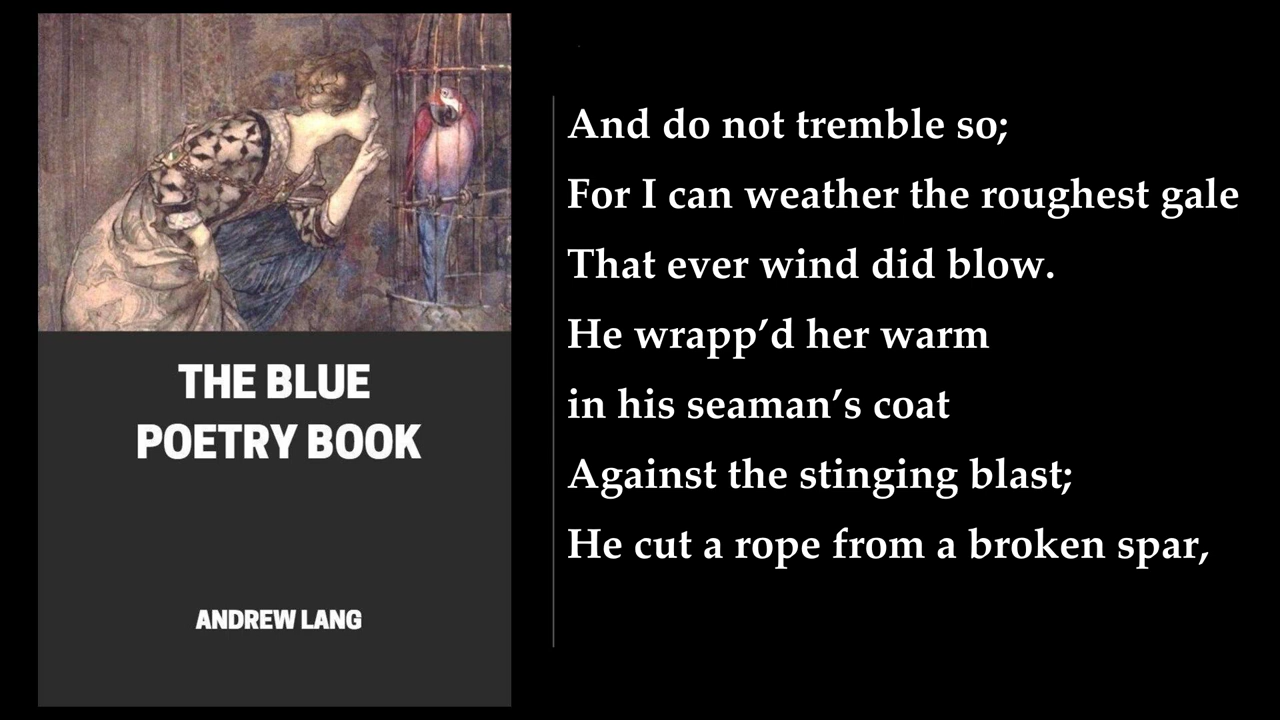 THE BLUE
POETRY BOOK
ANDREW LANG
And do not tremble so;
For I can weather the roughest gale
That ever wind did blow.
He wrapp’d her warm
in his seaman’s coat
Against the stinging blast;
He cut a rope from a broken spar,